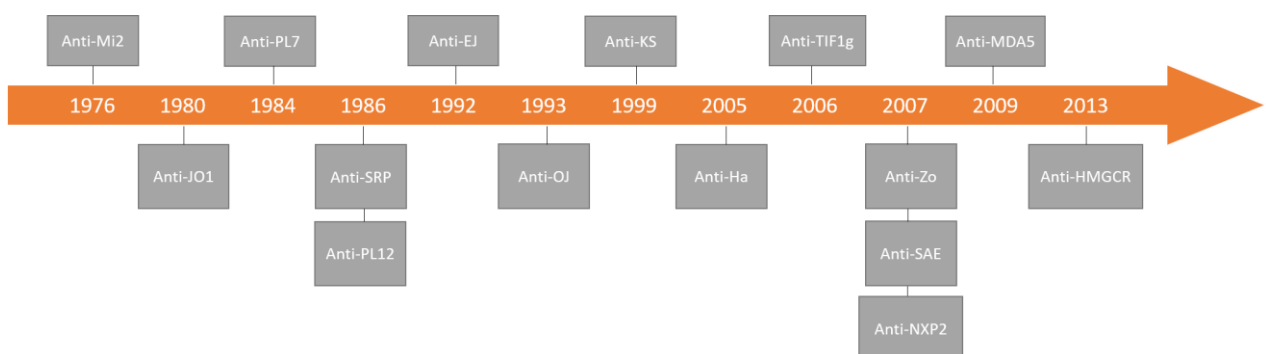 Anti-Mi2 Anti-PL7 Anti-EJ Anti-KS Anti-TIF1g Anti-MDA5
1976 1980 1984 1986 1992 1993 1999 2005 2006 2007 2009 2013
Anti-JO1 Anti-SRP Anti-OJ Anti-Ha Anti-Zo Anti-HMGCR
Anti-PL12 Anti-SAE
Anti-NXP2